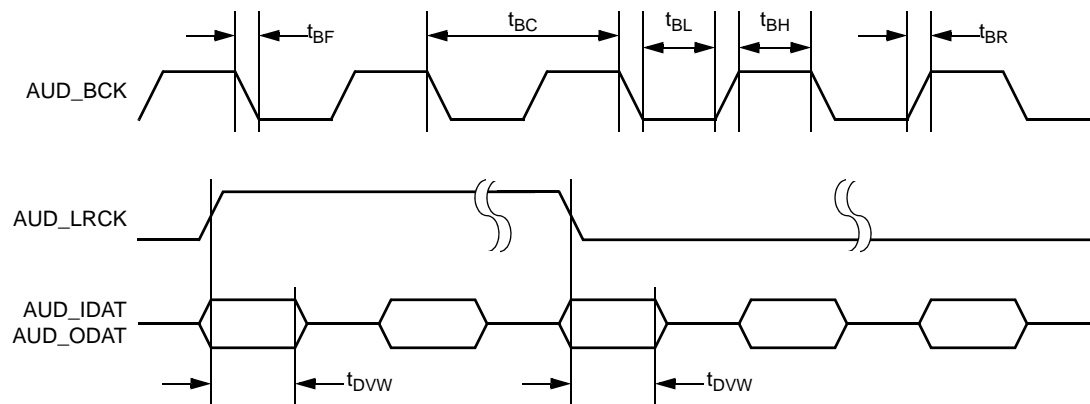 tBF
tBC
tBL
tBH
tBR
AUD_BCK
AUD_LRCK
AUD_IDAT
AUD_ODAT
tDVW
tDVW